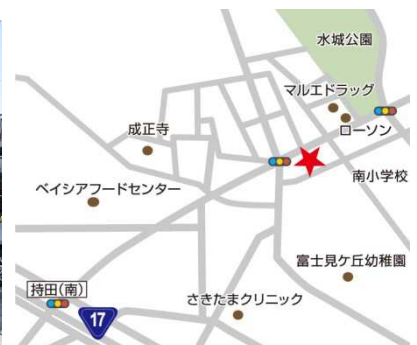 水城公園
マルエドラッグ
ローソン
成正寺
南小学校
ベイシアフードセンター
富士見ケ丘幼稚園
持田(南)
17
さきたまクリニック